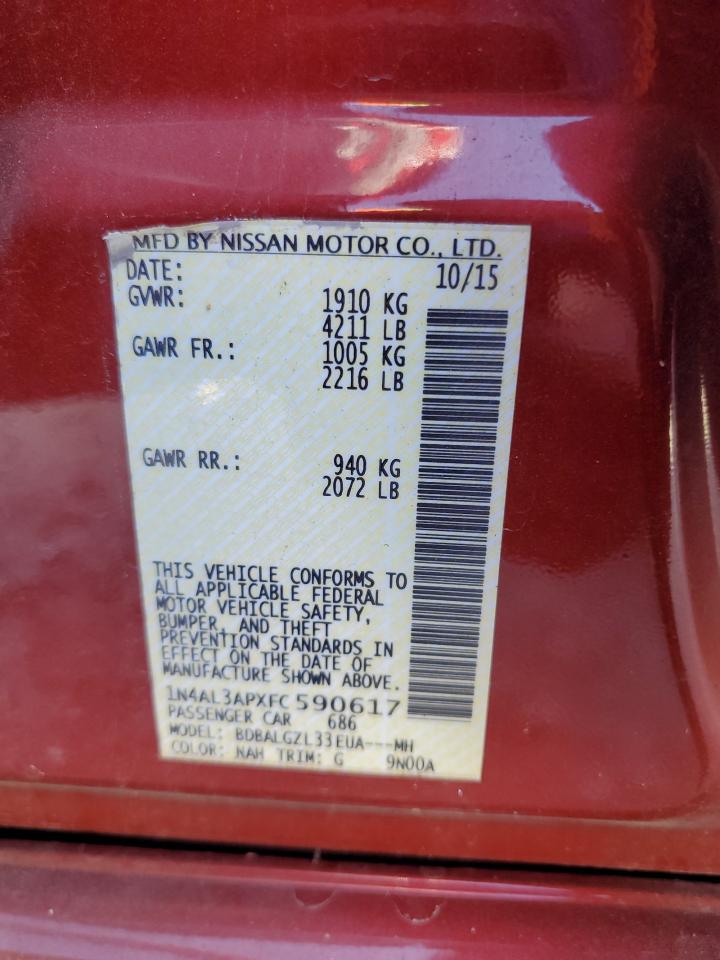 MFD BY NISSAN MOTOR CO., LTD.
DATE: 10/15
GVWR: 1910 KG
4211 LB
GAWR FR.: 1005 KG
2216 LB
GAWR RR.: 940 KG
2072 LB
THIS VEHICLE CONFORMS TO
ALL APPLICABLE FEDERAL
MOTOR VEHICLE SAFETY,
BUMPER, AND THEFT
PREVENTION STANDARDS IN
EFFECT ON THE DATE OF
MANUFACTURE SHOWN ABOVE.
1N4AL3APXFC590617
PASSENGER CAR 686
MODEL: BDBALGZL33EUA---MH
COLOR: NAH TRIM: G 9N00A